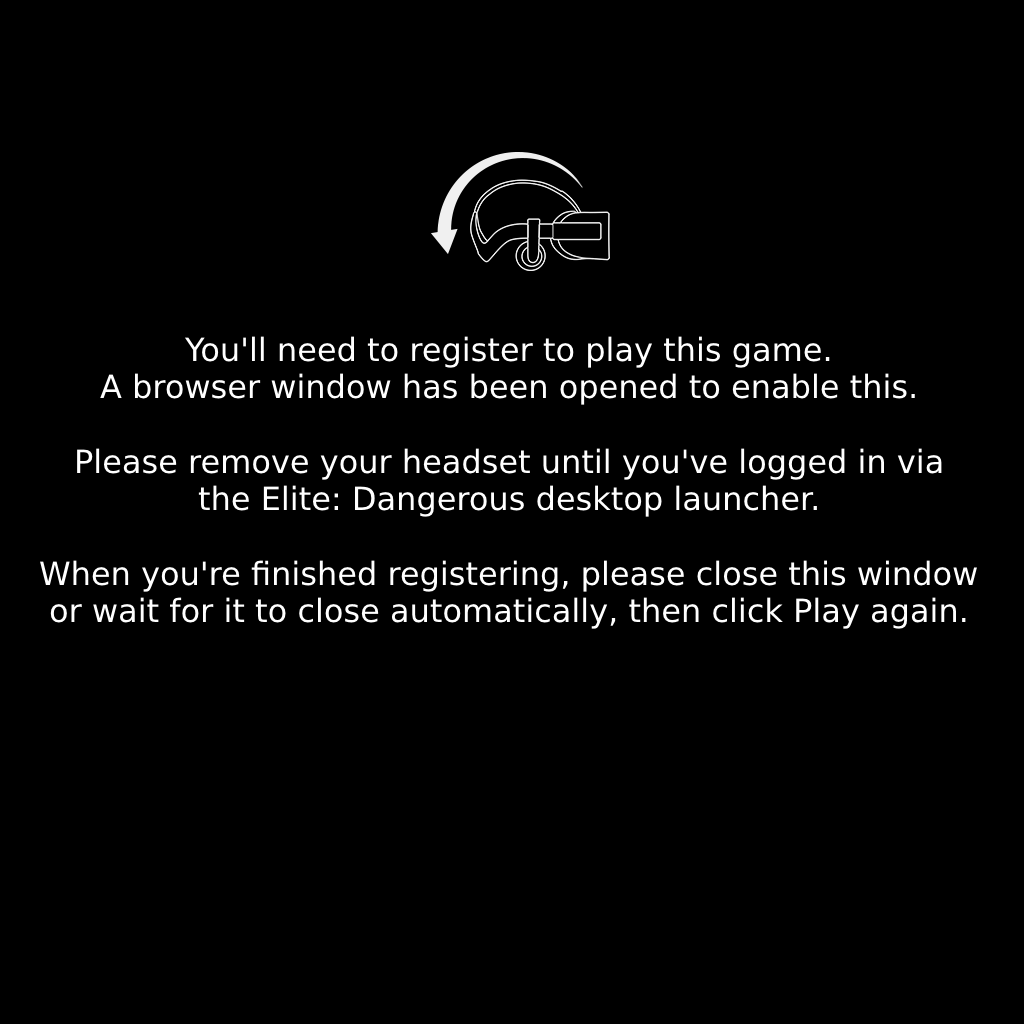 You'll need to register to play this game.
A browser window has been opened to enable this.
Please remove your headset until you've logged in via
the Elite: Dangerous desktop launcher.
When you're finished registering, please close this window
or wait for it to close automatically, then click Play again.